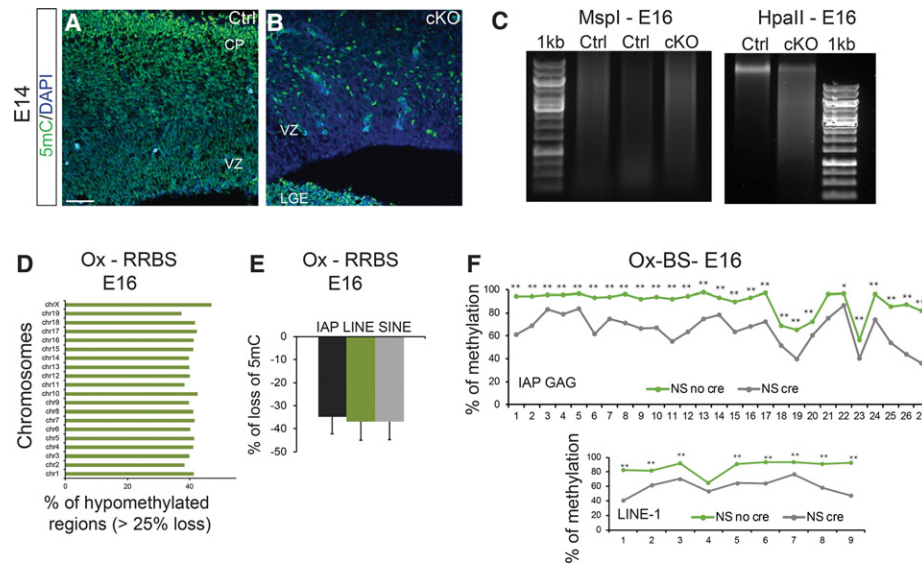 A
Ctrl
CP
VZ
E14
5mC/DAPI
B
cKO
VZ
LGE
C
MspI - E16
1kb Ctrl Ctrl cKO
HpaII - E16
Ctrl cKO 1kb
D
Ox - RRBS
E16
Chromosomes
chrX
chr19
chr18
chr17
chr16
chr15
chr14
chr13
chr12
chr11
chr10
chr9
chr8
chr7
chr6
chr5
chr4
chr3
chr2
chr1
0 20 40
% of hypomethylated
regions (> 25% loss)
E
Ox - RRBS
E16
IAP LINE SINE
% of loss of 5mC
0
-10
-20
-30
-40
-50
F
Ox-BS- E16
% of methylation
100
80
60
40
20
0
** ** ** ** ** ** ** ** ** ** ** ** ** ** ** ** ** ** ** ** * ** ** ** ** **
IAP GAG
NS no cre NS cre
1 2 3 4 5 6 7 8 9 10 11 12 13 14 15 16 17 18 19 20 21 22 23 24 25 26
% of methylation
100
80
60
40
20
0
** ** ** ** ** ** ** **
LINE-1
NS no cre NS cre
1 2 3 4 5 6 7 8 9